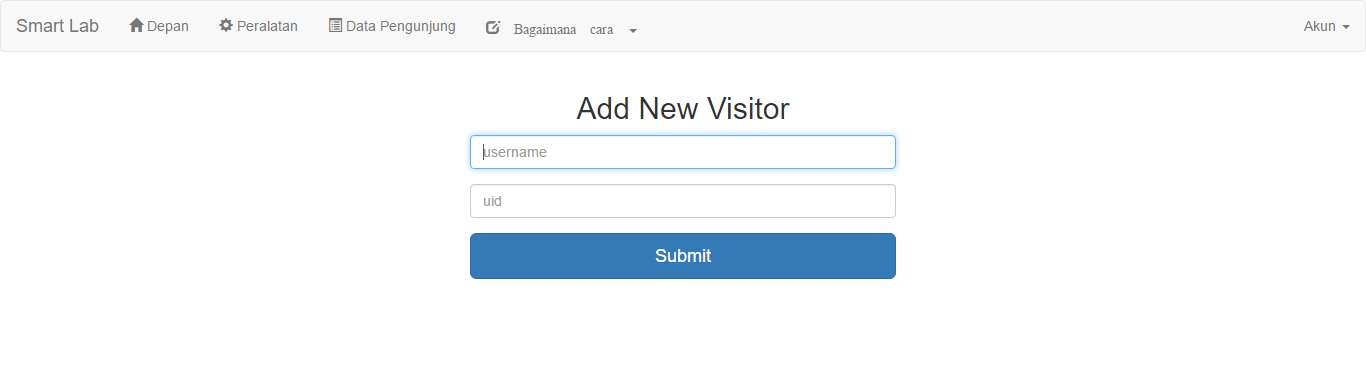 Smart Lab Depan Peralatan Data Pengunjung Bagaimana cara Akun
Add New Visitor
username
uid
Submit